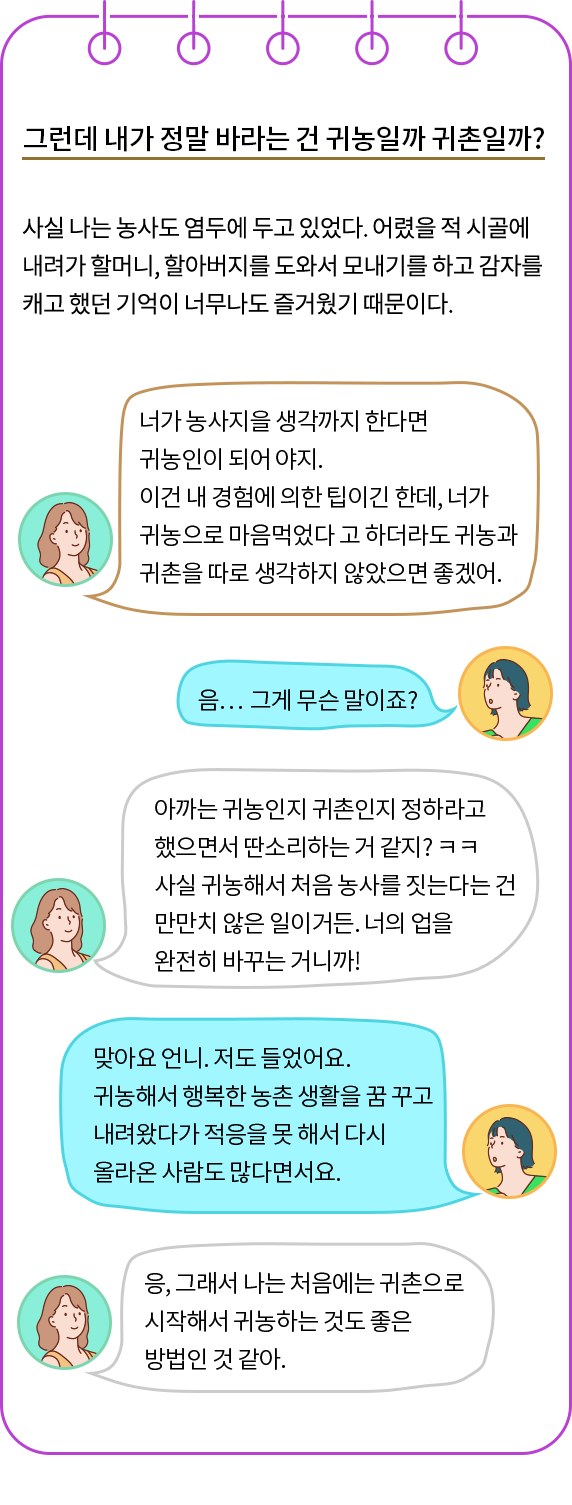 그런데 내가 정말 바라는 건 귀농일까 귀촌일까?
사실 나는 농사도 염두에 두고 있었다. 어렸을 적 시골에
내려가 할머니, 할아버지를 도와서 모내기를 하고 감자를
캐고 했던 기억이 너무나도 즐거웠기 때문이다.
너가 농사지을 생각까지 한다면
귀농인이 되어 야지.
이건 내 경험에 의한 팁이긴 한데, 너가
귀농으로 마음먹었다 고 하더라도 귀농과
귀촌을 따로 생각하지 않았으면 좋겠어.
음... 그게 무슨 말이죠?
아까는 귀농인지 귀촌인지 정하라고
했으면서 딴소리하는 거 같지? ㅋㅋ
사실 귀농해서 처음 농사를 짓는다는 건
만만치 않은 일이거든. 너의 업을
완전히 바꾸는 거니까!
맞아요 언니. 저도 들었어요.
귀농해서 행복한 농촌 생활을 꿈 꾸고
내려왔다가 적응을 못 해서 다시
올라온 사람도 많다면서요.
응, 그래서 나는 처음에는 귀촌으로
시작해서 귀농하는 것도 좋은
방법인 것 같아.